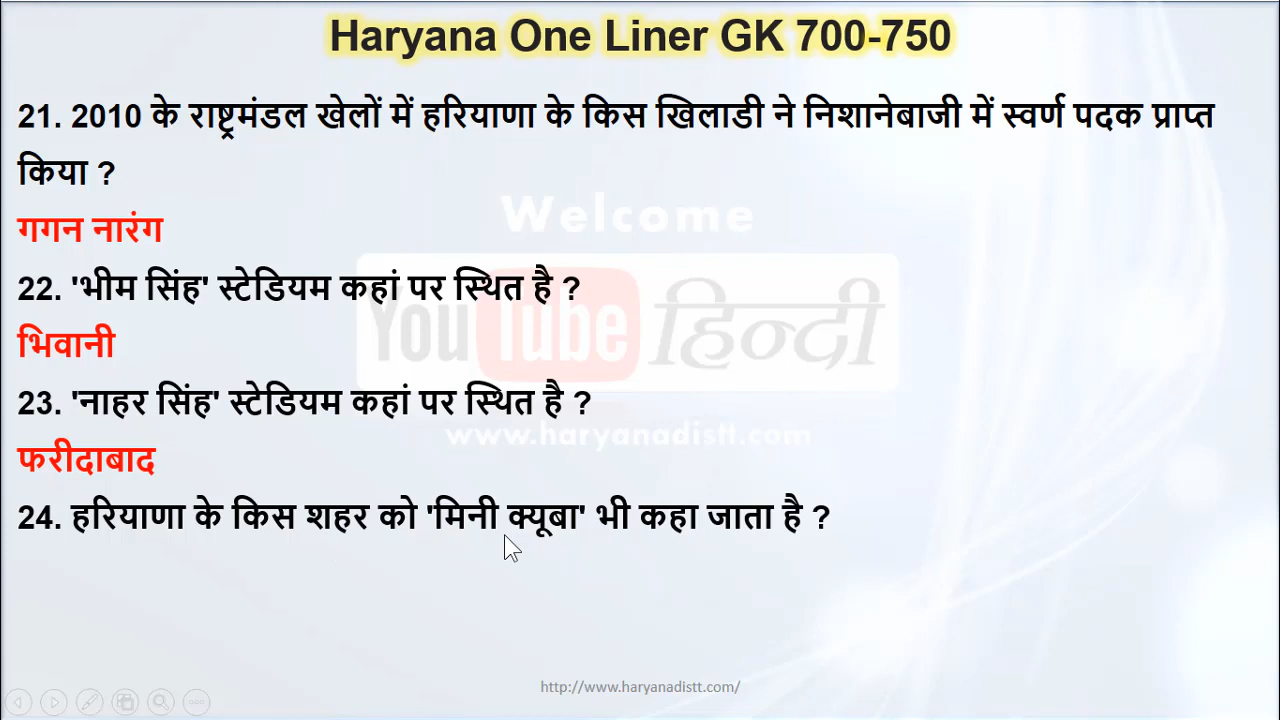 Haryana One Liner GK 700-750
21. 2010 के राष्ट्रमंडल खेलों में हरियाणा के किस खिलाडी ने निशानेबाजी में स्वर्ण पदक प्राप्त
किया ?
गगन नारंग
Welcome
22. 'भीम सिंह' स्टेडियम कहां पर स्थित है ?
YouTube हिन्दी
भिवानी
23. 'नाहर सिंह' स्टेडियम कहां पर स्थित है ?
www.haryanadistt.com
फरीदाबाद
24. हरियाणा के किस शहर को 'मिनी क्यूबा' भी कहा जाता है ?
http://www.haryanadistt.com/